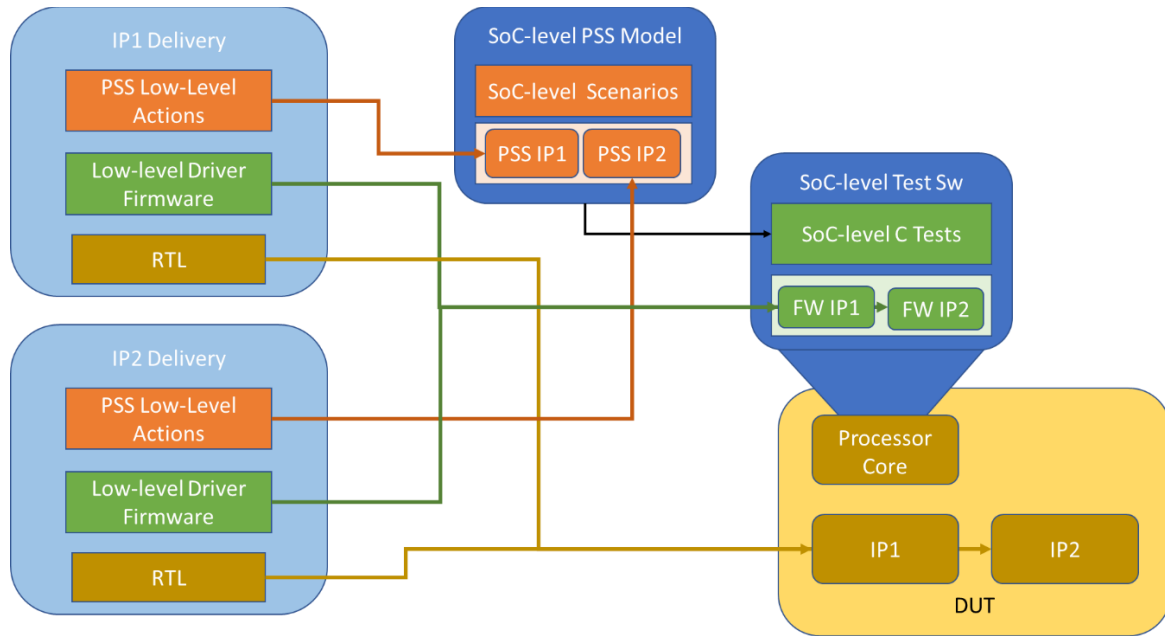 IP1 Delivery
PSS Low-Level
Actions
Low-level Driver
Firmware
RTL
IP2 Delivery
PSS Low-Level
Actions
Low-level Driver
Firmware
RTL
SoC-level PSS Model
SoC-level Scenarios
PSS IP1
PSS IP2
SoC-level Test Sw
SoC-level C Tests
FW IP1
FW IP2
Processor
Core
IP1
IP2
DUT